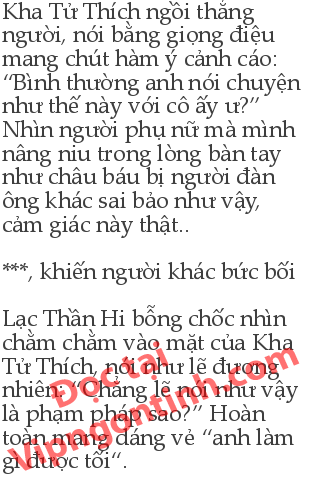 Kha Tử Thích ngồi thẳng
người, nói bằng giọng điệu
mang chút hàm ý cảnh cáo:
“Bình thường anh nói chuyện
như thế này với cô ấy ư?”
Nhìn người phụ nữ mà mình
nâng niu trong lòng bàn tay
như châu báu bị người đàn
ông khác sai bảo như vậy,
cảm giác này thật..
***, khiến người khác bức bối
Lạc Thần Hi bỗng chốc nhìn
chằm chằm vào mặt của Kha
Tử Thích, nói như lẽ đương
nhiên: “Chẳng lẽ nói như vậy
là phạm pháp sao?” Hoàn
toàn mang dáng vẻ “anh làm
gì được tôi“.
Đọc tại
Vipngontinh.com